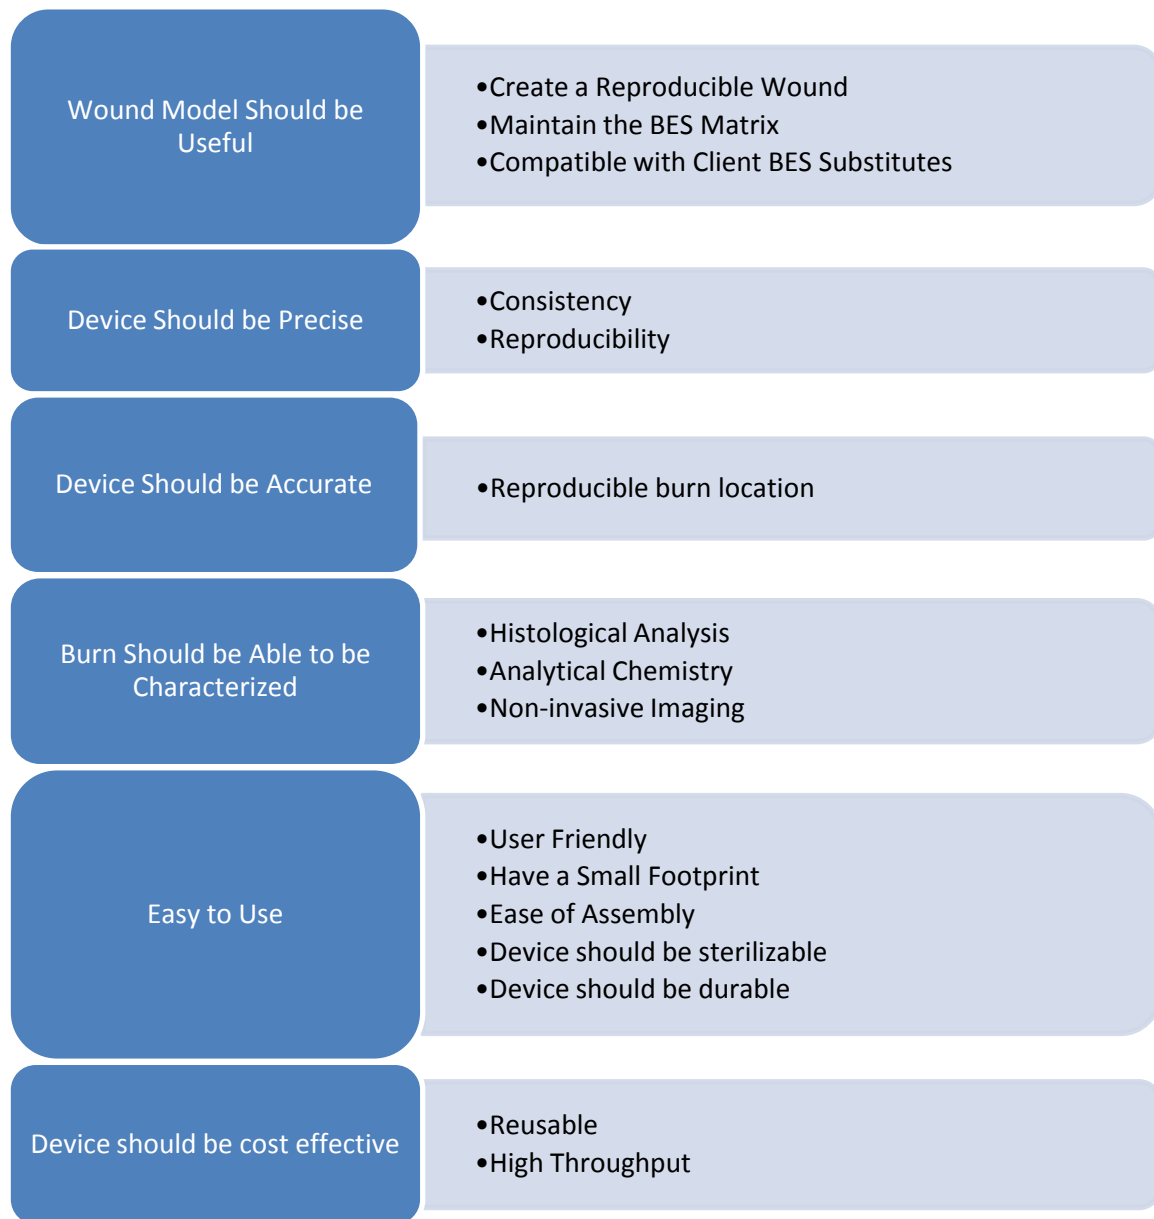 Wound Model Should be
Useful
•Create a Reproducible Wound
•Maintain the BES Matrix
•Compatible with Client BES Substitutes
Device Should be Precise
•Consistency
•Reproducibility
Device Should be Accurate
•Reproducible burn location
Burn Should be Able to be
Characterized
•Histological Analysis
•Analytical Chemistry
•Non-invasive Imaging
Easy to Use
•User Friendly
•Have a Small Footprint
•Ease of Assembly
•Device should be sterilizable
•Device should be durable
Device should be cost effective
•Reusable
•High Throughput